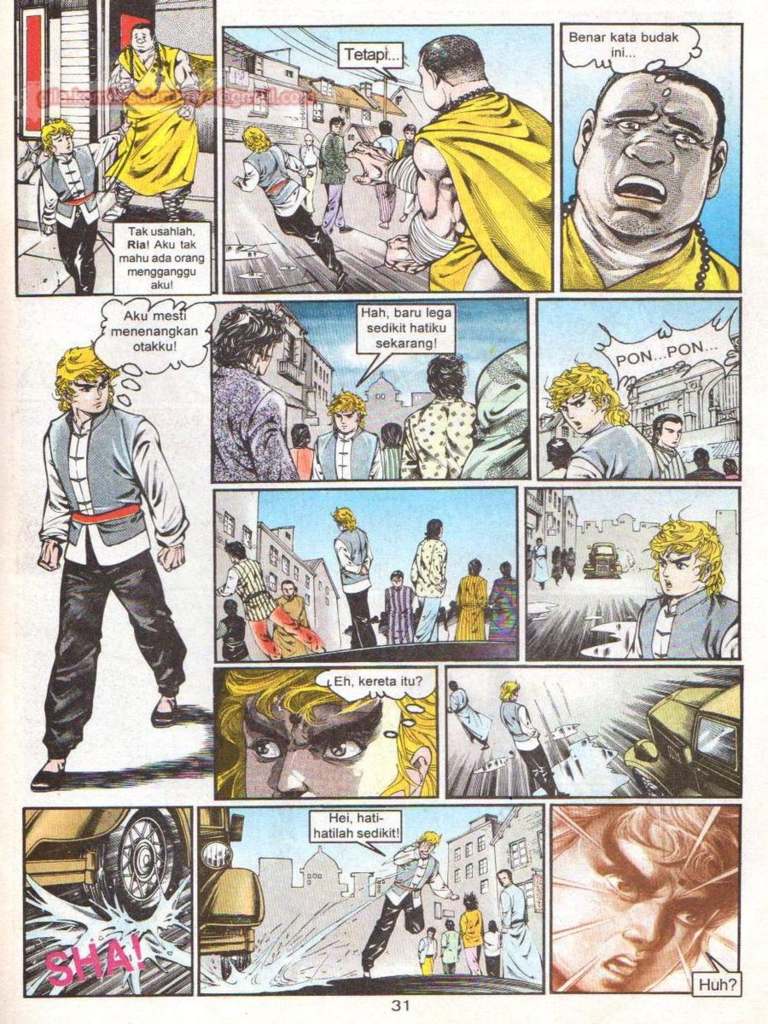 Tak usahlah,
Ria! Aku tak
mahu ada orang
mengganggu
aku!
Tetapi...
Benar kata budak
ini...
Aku mesti
menenangkan
otakku!
Hah, baru lega
sedikit hatiku
sekarang!
PON...PON...
Eh, kereta itu?
SHA!
Hei, hati-
hatilah sedikit!
Huh?
31